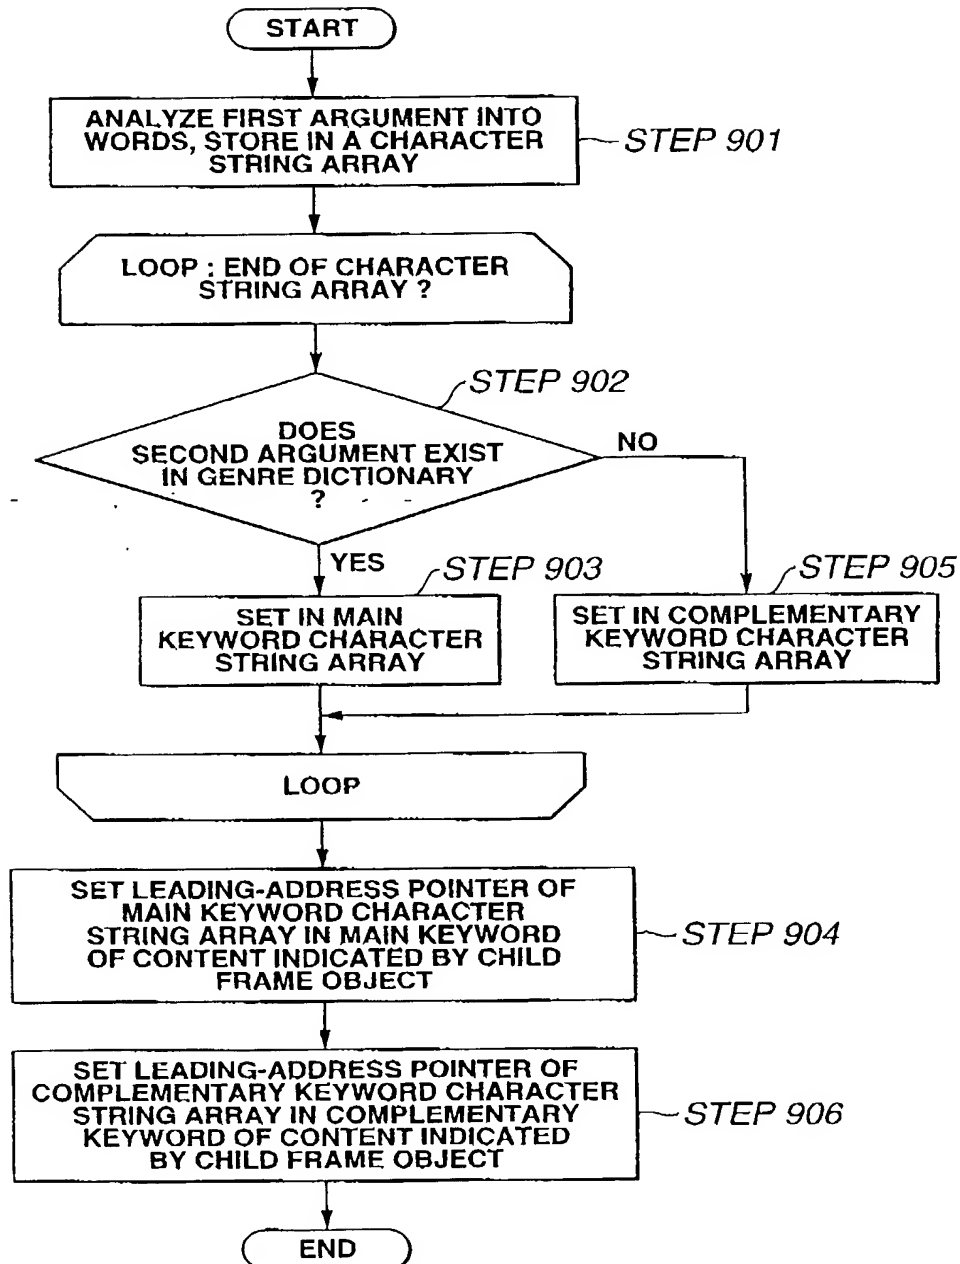 START
ANALYZE FIRST ARGUMENT INTO
WORDS, STORE IN A CHARACTER
STRING ARRAY
STEP 901
LOOP : END OF CHARACTER
STRING ARRAY ?
STEP 902
DOES
SECOND ARGUMENT EXIST
IN GENRE DICTIONARY
?
NO
YES
STEP 903
STEP 905
SET IN MAIN
KEYWORD CHARACTER
STRING ARRAY
SET IN COMPLEMENTARY
KEYWORD CHARACTER
STRING ARRAY
LOOP
SET LEADING-ADDRESS POINTER OF
MAIN KEYWORD CHARACTER
STRING ARRAY IN MAIN KEYWORD
OF CONTENT INDICATED BY CHILD
FRAME OBJECT
STEP 904
SET LEADING-ADDRESS POINTER OF
COMPLEMENTARY KEYWORD CHARACTER
STRING ARRAY IN COMPLEMENTARY
KEYWORD OF CONTENT INDICATED
BY CHILD FRAME OBJECT
STEP 906
END